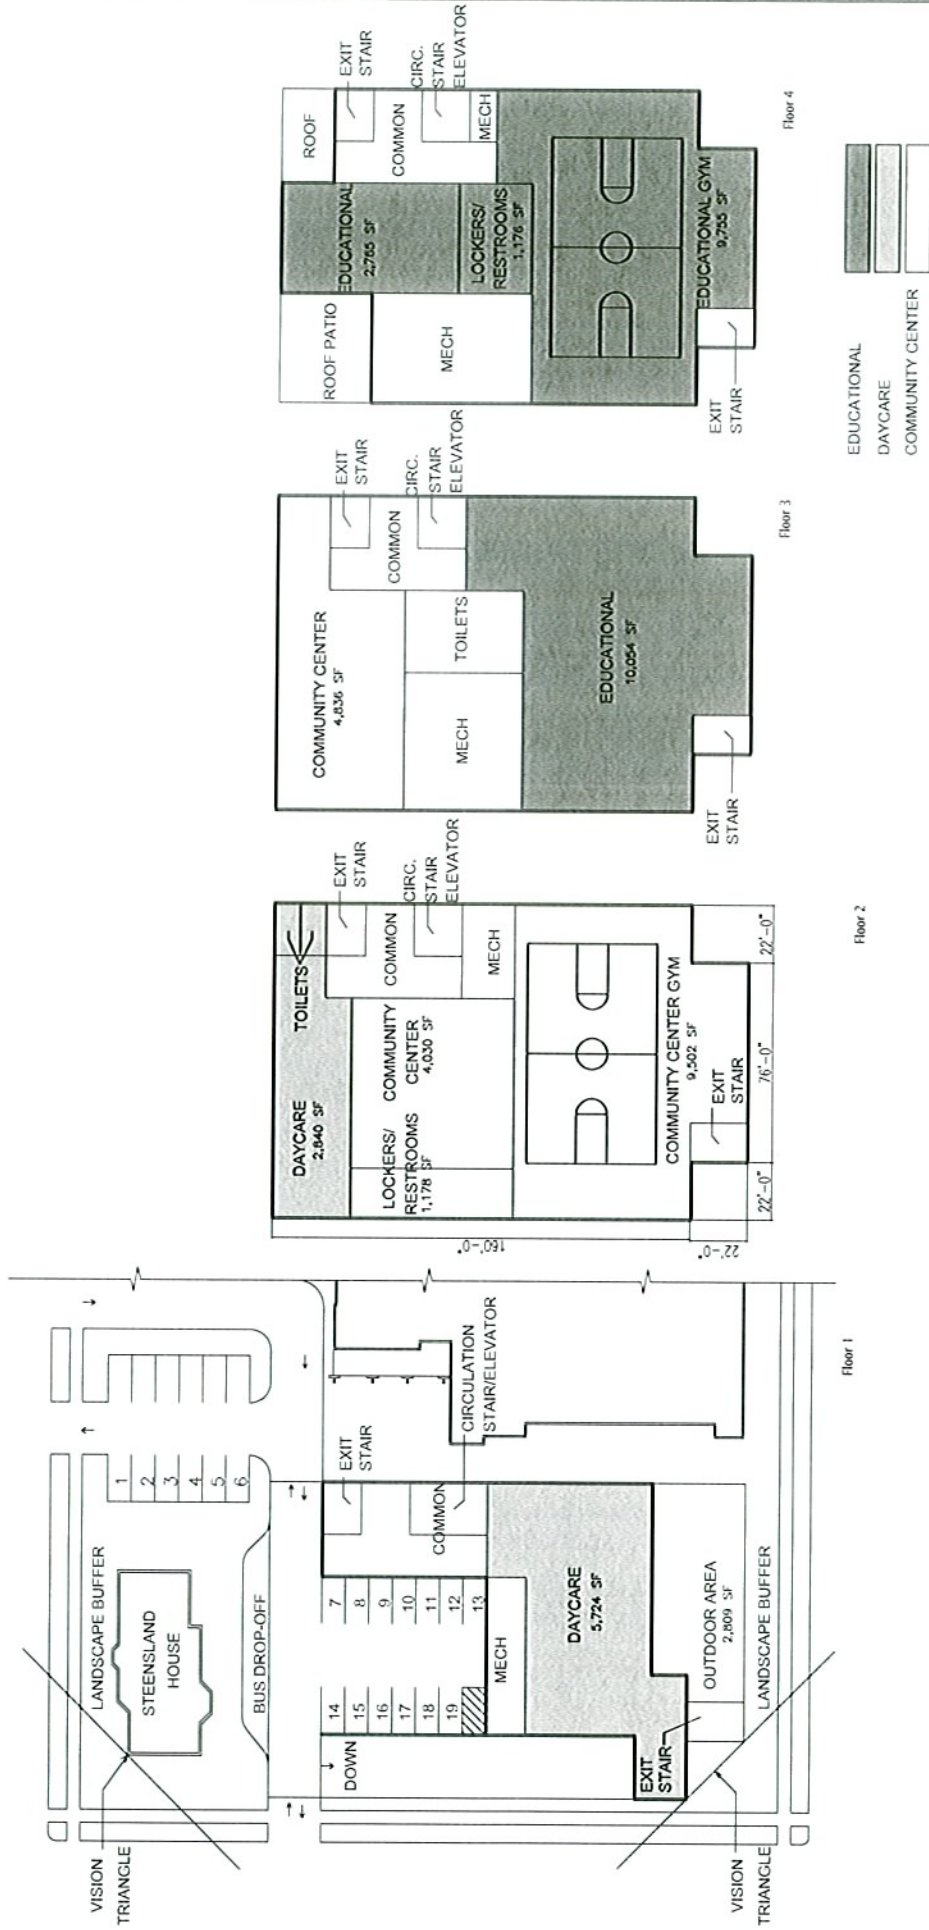 VISION
TRIANGLE
LANDSCAPE BUFFER
STEENSLAND
HOUSE
1
2
3
4
5
6
BUS DROP-OFF
DOWN
14
15
16
17
18
19
7
8
9
10
11
12
13
EXIT
STAIR
COMMON
CIRCULATION
STAIR/ELEVATOR
MECH
DAYCARE
5,724 SF
EXIT
STAIR
OUTDOOR AREA
2,809 SF
LANDSCAPE BUFFER
VISION
TRIANGLE
Floor 1
DAYCARE
2,840 SF
TOILETS
EXIT
STAIR
COMMON
CIRC.
STAIR
ELEVATOR
LOCKERS/
RESTROOMS
1,178 SF
COMMUNITY
CENTER
4,030 SF
MECH
COMMUNITY CENTER GYM
9,502 SF
EXIT
STAIR
160'-0"
22'-0"
22'-0"
76'-0"
22'-0"
Floor 2
COMMUNITY CENTER
4,836 SF
EXIT
STAIR
COMMON
CIRC.
STAIR
ELEVATOR
MECH
TOILETS
EDUCATIONAL
10,054 SF
EXIT
STAIR
Floor 3
ROOF PATIO
EDUCATIONAL
2,765 SF
ROOF
EXIT
STAIR
COMMON
CIRC.
STAIR
ELEVATOR
MECH
LOCKERS/
RESTROOMS
1,176 SF
MECH
EDUCATIONAL GYM
9,755 SF
EXIT
STAIR
Floor 4
EDUCATIONAL
DAYCARE
COMMUNITY CENTER